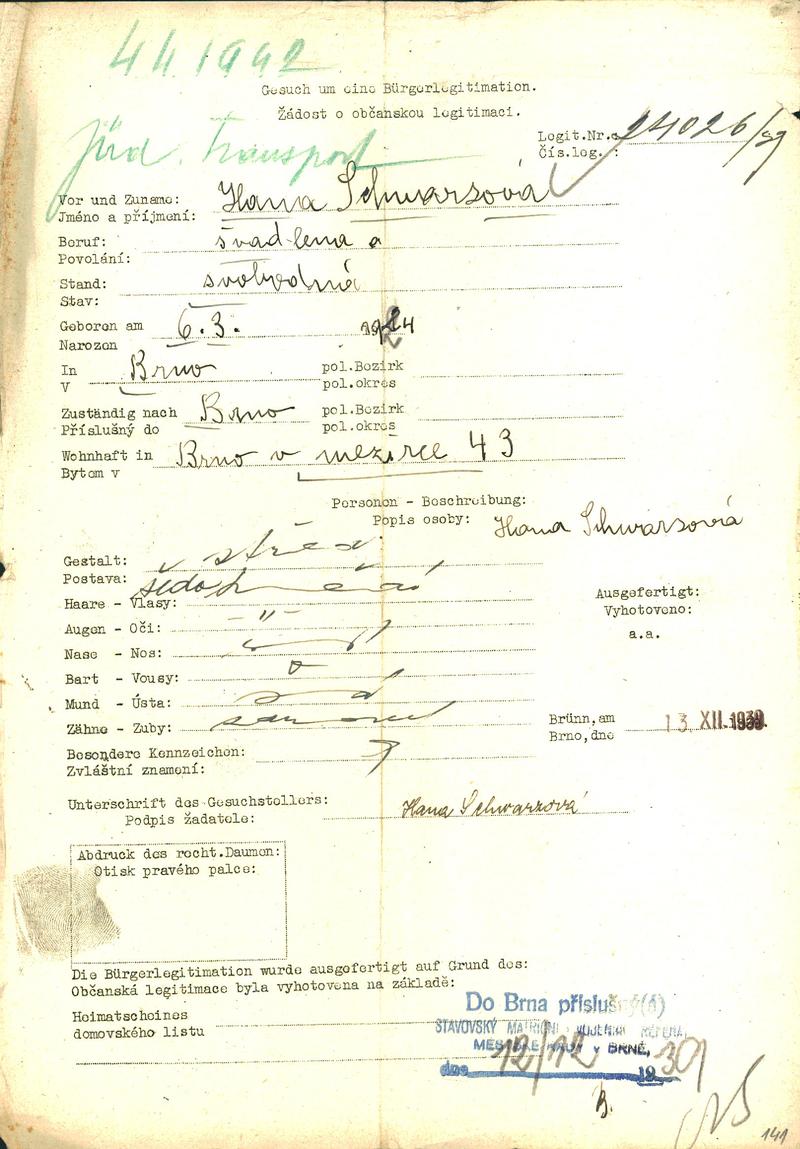 4 4. 1942
Gesuch um eine Bürgerlegitimation.
Žádost o občanskou legitimaci.
Jüd. Transport
Logit.Nr. 24026/39
Čís.log. :
Vor und Zuname: Hana Schwarzová
Jméno a příjmení:
Beruf: švadlena
Povolání:
Stand: svobodná
Stav:
Geboren am 6.3. 1924
Narozen
In Brno pol.Bezirk
V pol.okres
Zuständig nach Brno pol.Bezirk
Příslušný do pol.okres
Wohnhaft in Brno v mezírce 43
Bytem v
Personen - Beschreibung:
Popis osoby: Hana Schwarzová
Gestalt: střed.
Postava:
Haare - Vlasy:
Augen - Oči: - " -
Nase - Nos:
Bart - Vousy:
Mund - Ústa:
Zähne - Zuby:
Ausgefertigt:
Vyhotoveno:
a.a.
Brünn,am 13. XII. 1939.
Brno,dne
Besondere Kennzeichen:
Zvláštní znamení:
Unterschrift des Gesuchstellers: Hana Schwarzová
Podpis žadatele:
Abdruck des recht.Daumen:
Otisk pravého palce:
Die Bürgerlegitimation wurde ausgefertigt auf Grund des:
Občanská legitimace byla vyhotovena na základě:
Heimatscheines
domovského listu
Do Brna příslušný(á)
STAVOVSKÝ MATRIČNÍ
MĚSTSKÉ RADY v BRNĚ,
dne 12/12 1939
B.
141